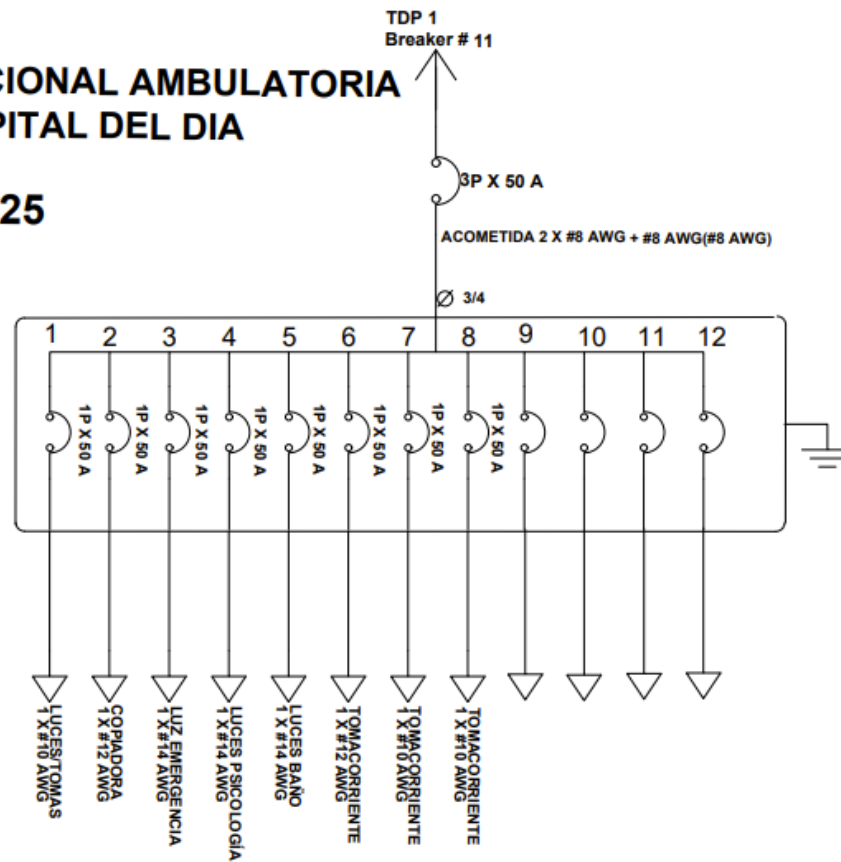 TDP 1
Breaker # 11
CIONAL AMBULATORIA
PITAL DEL DIA
25
3P X 50 A
ACOMETIDA 2 X #8 AWG + #8 AWG(#8 AWG)
Ø 3/4
1 2 3 4 5 6 7 8 9 10 11 12
1P X 50 A
1P X 50 A
1P X 50 A
1P X 50 A
1P X 50 A
1P X 50 A
1P X 50 A
1P X 50 A
LUCES/TOMAS
1 X #10 AWG
COPIADORA
1 X #12 AWG
LUZ EMERGENCIA
1 X #14 AWG
LUCES PSICOLOGÍA
1 X #14 AWG
LUCES BAÑO
1 X #14 AWG
TOMACORRIENTE
1 X #12 AWG
TOMACORRIENTE
1 X #10 AWG
TOMACORRIENTE
1 X #10 AWG